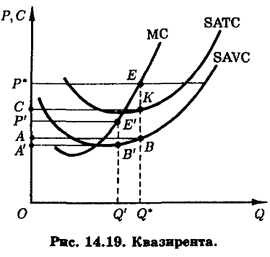 P, C
MC
SATC
SAVC
P* E
C K
P' E'
A B
A' B'
O Q' Q* Q
Рис. 14.19. Квазирента.